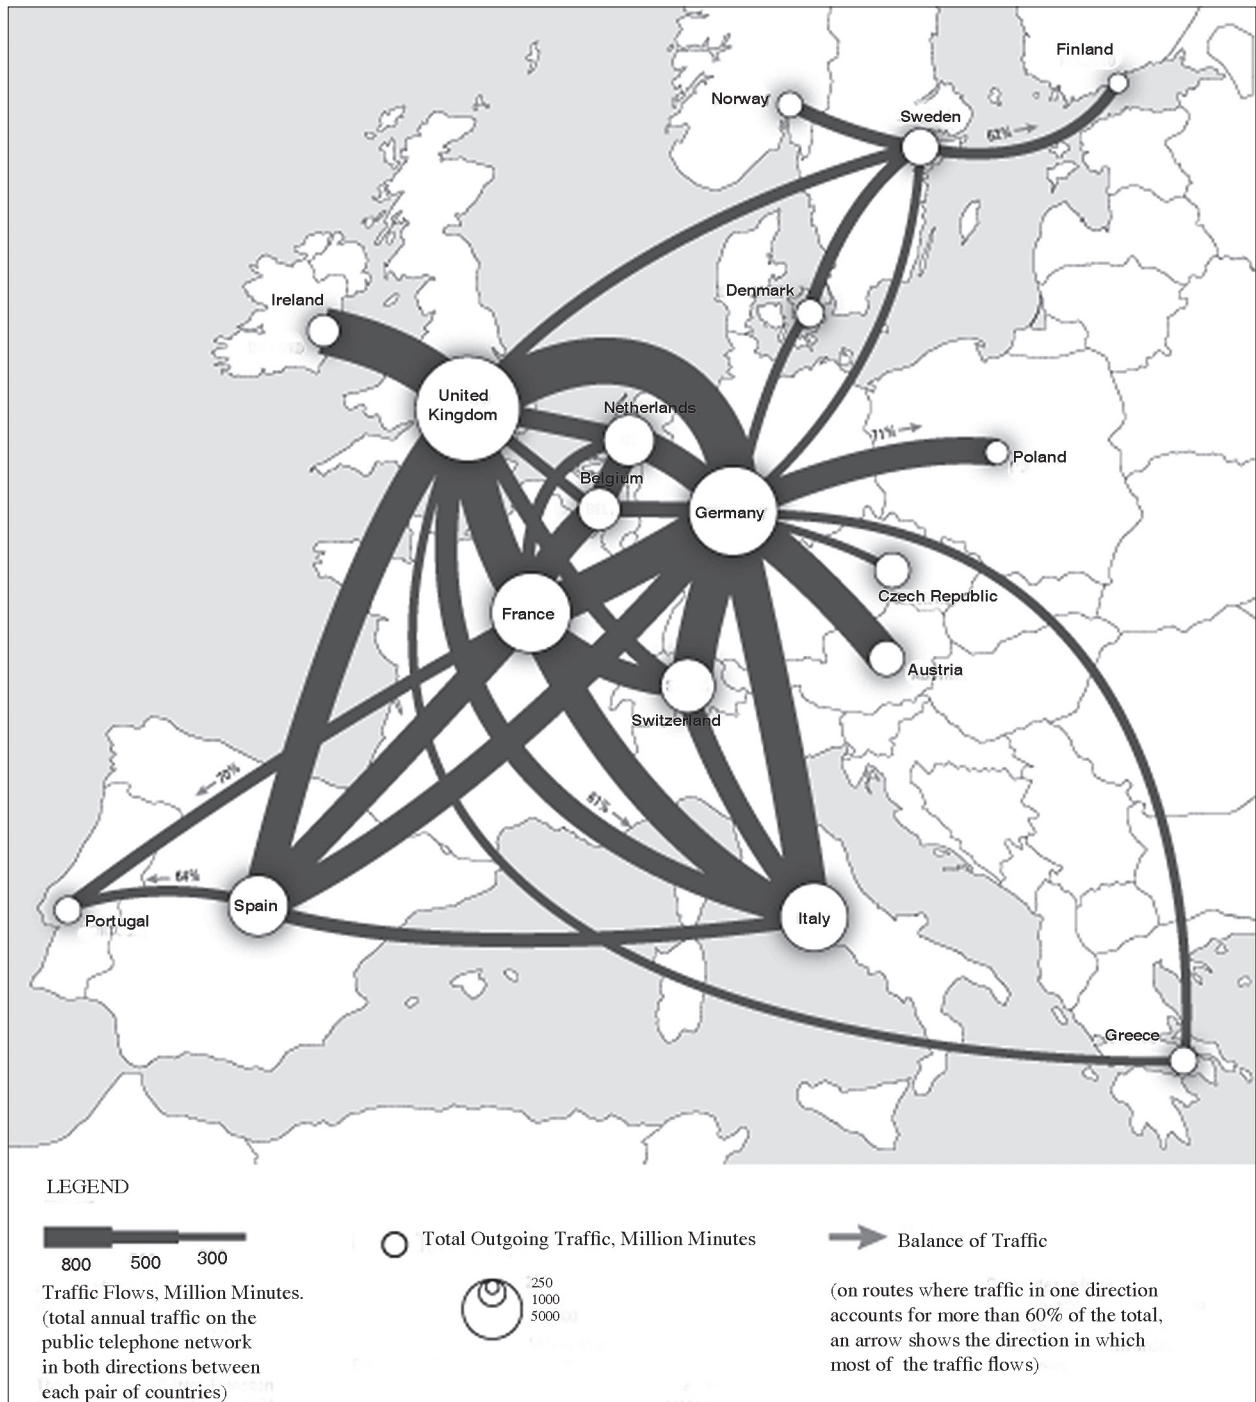 Finland
Norway
Sweden
62%
Ireland
Denmark
United
Kingdom
Netherlands
71%
Poland
Belgium
Germany
Czech Republic
France
Austria
Switzerland
70%
61%
64%
Portugal
Spain
Italy
Greece
LEGEND
800
500
300
Traffic Flows, Million Minutes.
(total annual traffic on the
public telephone network
in both directions between
each pair of countries)
Total Outgoing Traffic, Million Minutes
250
1000
5000
Balance of Traffic
(on routes where traffic in one direction
accounts for more than 60% of the total,
an arrow shows the direction in which
most of the traffic flows)